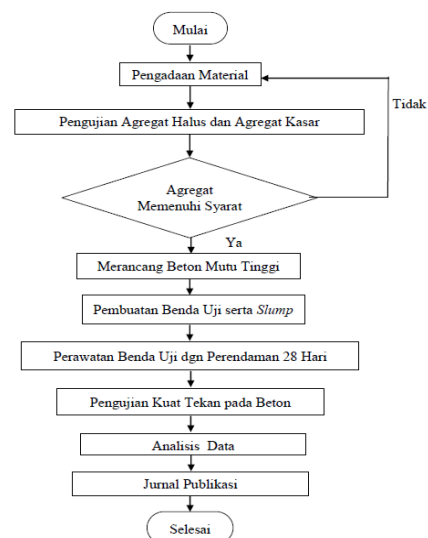 Mulai
Pengadaan Material
Tidak
Pengujian Agregat Halus dan Agregat Kasar
Agregat
Memenuhi Syarat
Ya
Merancang Beton Mutu Tinggi
Pembuatan Benda Uji serta Slump
Perawatan Benda Uji dgn Perendaman 28 Hari
Pengujian Kuat Tekan pada Beton
Analisis Data
Jurnal Publikasi
Selesai